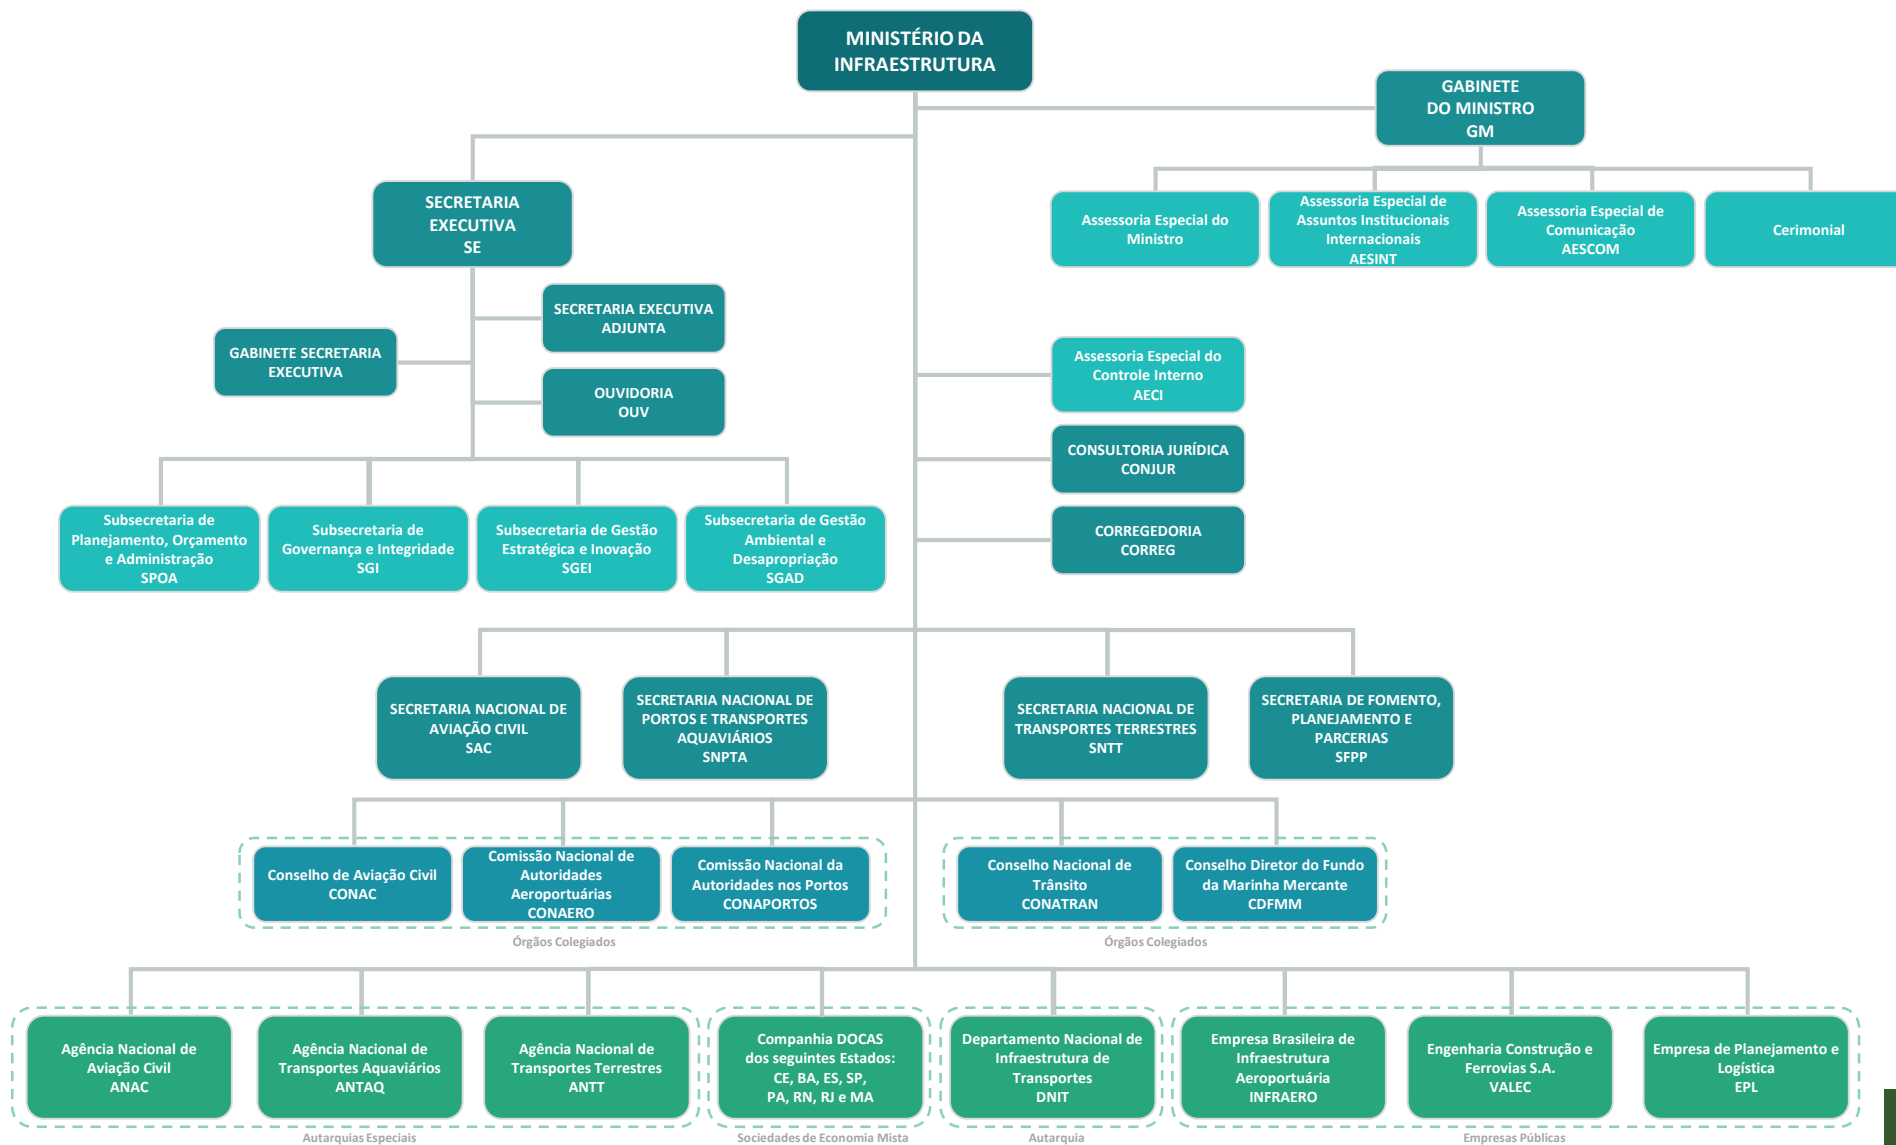 MINISTÉRIO DA
INFRAESTRUTURA
GABINETE
DO MINISTRO
GM
Assessoria Especial do
Ministro
Assessoria Especial de
Assuntos Institucionais
Internacionais
AESINT
Assessoria Especial de
Comunicação
AESCOM
Cerimonial
SECRETARIA
EXECUTIVA
SE
SECRETARIA EXECUTIVA
ADJUNTA
GABINETE SECRETARIA
EXECUTIVA
OUVIDORIA
OUV
Assessoria Especial do
Controle Interno
AECI
CONSULTORIA JURÍDICA
CONJUR
CORREGEDORIA
CORREG
Subsecretaria de
Planejamento, Orçamento
e Administração
SPOA
Subsecretaria de
Governança e Integridade
SGI
Subsecretaria de Gestão
Estratégica e Inovação
SGEI
Subsecretaria de Gestão
Ambiental e
Desapropriação
SGAD
SECRETARIA NACIONAL DE
AVIAÇÃO CIVIL
SAC
SECRETARIA NACIONAL DE
PORTOS E TRANSPORTES
AQUAVIÁRIOS
SNPTA
SECRETARIA NACIONAL DE
TRANSPORTES TERRESTRES
SNTT
SECRETARIA DE FOMENTO,
PLANEJAMENTO E
PARCERIAS
SFPP
Conselho de Aviação Civil
CONAC
Comissão Nacional de
Autoridades
Aeroportuárias
CONAERO
Comissão Nacional da
Autoridades nos Portos
CONAPORTOS
Órgãos Colegiados
Conselho Nacional de
Trânsito
CONATRAN
Conselho Diretor do Fundo
da Marinha Mercante
CDFMM
Órgãos Colegiados
Agência Nacional de
Aviação Civil
ANAC
Agência Nacional de
Transportes Aquaviários
ANTAQ
Agência Nacional de
Transportes Terrestres
ANTT
Autarquias Especiais
Companhia DOCAS
dos seguintes Estados:
CE, BA, ES, SP,
PA, RN, RJ e MA
Sociedades de Economia Mista
Departamento Nacional de
Infraestrutura de
Transportes
DNIT
Autarquia
Empresa Brasileira de
Infraestrutura
Aeroportuária
INFRAERO
Engenharia Construção e
Ferrovias S.A.
VALEC
Empresa de Planejamento e
Logística
EPL
Empresas Públicas